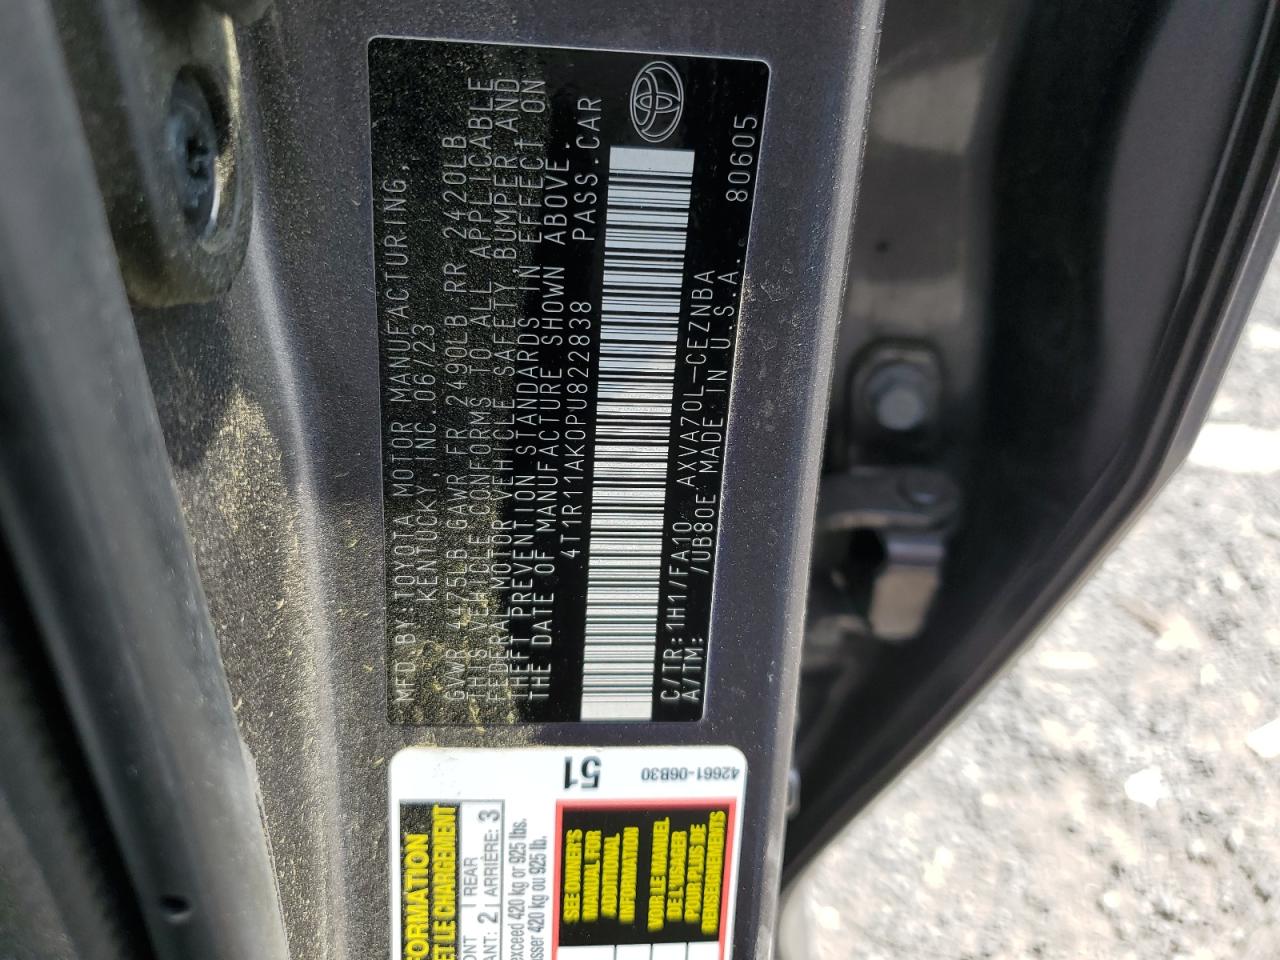 MFD.BY:TOYOTA MOTOR MANUFACTURING,
KENTUCKY, INC.06/23
GVWR 4475LB GAWR FR 2490LB RR 2420LB
THIS VEHICLE CONFORMS TO ALL APPLICABLE
FEDERAL MOTOR VEHICLE SAFETY, BUMPER, AND
THEFT PREVENTION STANDARDS IN EFFECT ON
THE DATE OF MANUFACTURE SHOWN ABOVE.
4T1R11AK0PU822838 PASS.CAR
C/TR:1H1/FA10 AXVA70L-CEZNBA
A/TM: /UB80E MADE IN U.S.A. 80605
FORMATION
ET LE CHARGEMENT
ONT 2 REAR 3
ANT: ARRIÈRE:
exceed 420 kg or 925 lbs.
sser 420 kg ou 925 lb.
51 42661-06B30
SEE OWNER'S
MANUAL FOR
ADDITIONAL
INFORMATION
VOIR LE MANUEL
DE L'USAGER
POUR PLUS DE
RENSEIGNEMENTS